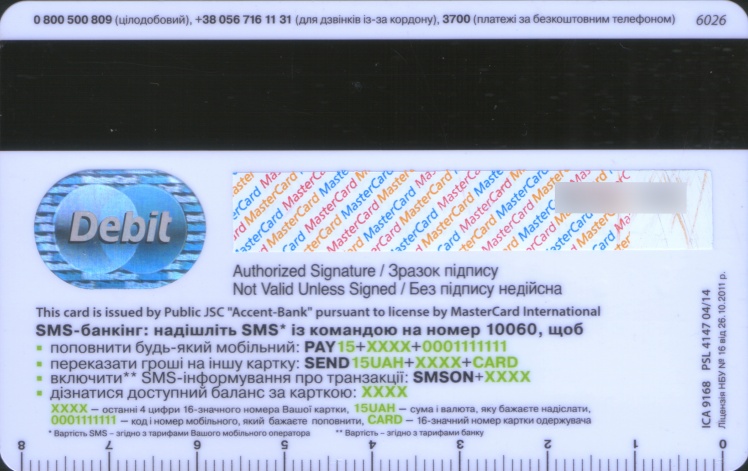 0 800 500 809 (цілодобовий), +38 056 716 11 31 (для дзвінків із-за кордону), 3700 (платежі за безкоштовним телефоном) 6026
Debit
MasterCard MasterCard MasterCard
Authorized Signature / Зразок підпису
Not Valid Unless Signed / Без підпису недійсна
This card is issued by Public JSC "Accent-Bank" pursuant to license by MasterCard International
SMS-банкінг: надішліть SMS* із командою на номер 10060, щоб
▪ поповнити будь-який мобільний: PAY15+XXXX+0001111111
▪ переказати гроші на іншу картку: SEND15UAH+XXXX+CARD
▪ включити** SMS-інформування про транзакції: SMSON+XXXX
▪ дізнатися доступний баланс за карткою: XXXX
XXXX – останні 4 цифри 16-значного номера Вашої картки, 15UAH – сума і валюта, яку бажаєте надіслати,
0001111111 – код і номер мобільного, який бажаєте поповнити, CARD – 16-значний номер картки одержувача
* Вартість SMS – згідно з тарифами Вашого мобільного оператора ** Вартість – згідно з тарифами банку
ICA 9168 PSL 4147 04/14
Ліцензія НБУ № 16 від 26.10.2011 р.
8 7 6 5 4 3 2 1 0